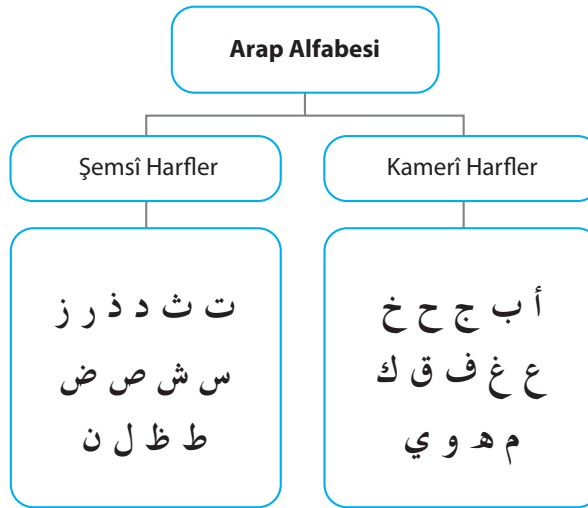 Arap Alfabesi
Şemsî Harfler
ت ث د ذ ر ز
س ش ص ض
ط ظ ل ن
Kamerî Harfler
أ ب ج ح خ
ع غ ف ق ك
م ه و ي